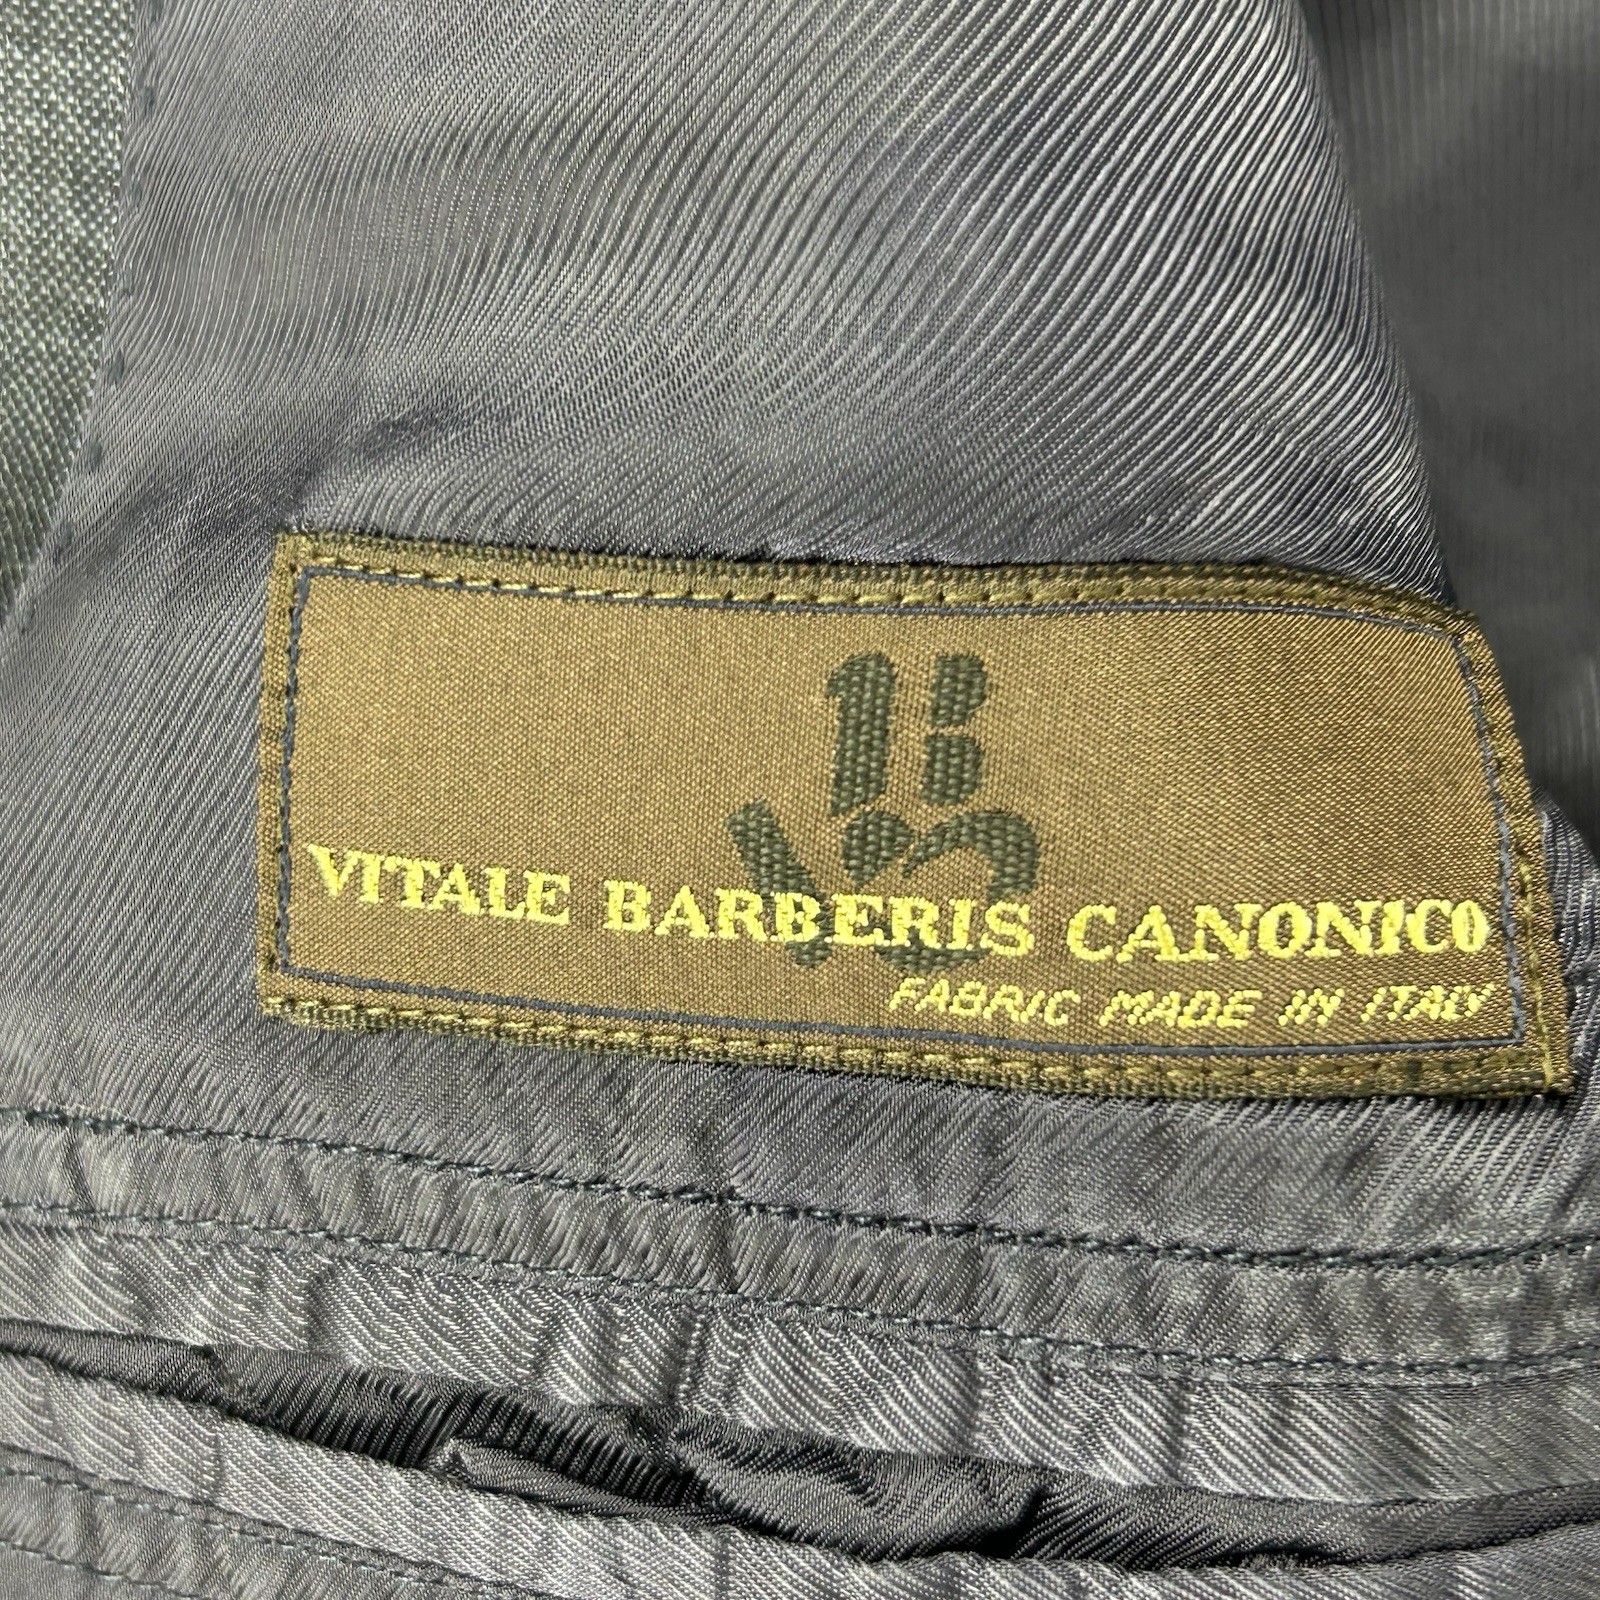 VITALE BARBERIS CANONICO
FABRIC MADE IN ITALY